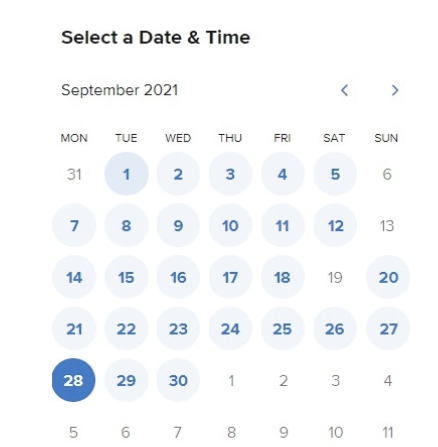 Select a Date & Time
September 2021
MON TUE WED THU FRI SAT SUN
31 1 2 3 4 5 6
7 8 9 10 11 12 13
14 15 16 17 18 19 20
21 22 23 24 25 26 27
28 29 30 1 2 3 4
5 6 7 8 9 10 11